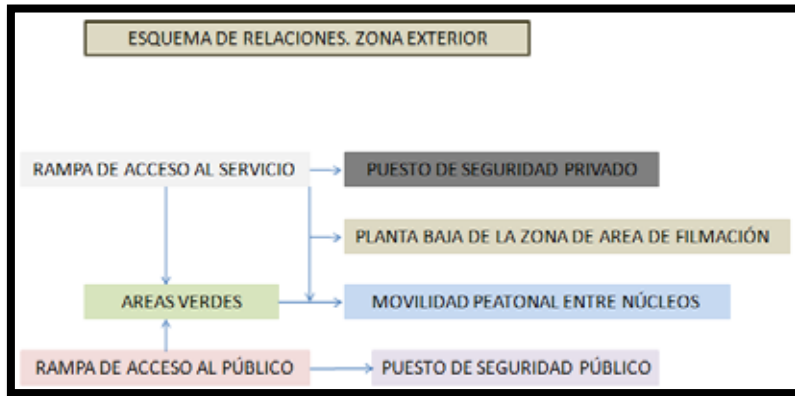 ESQUEMA DE RELACIONES. ZONA EXTERIOR
RAMPA DE ACCESO AL SERVICIO
PUESTO DE SEGURIDAD PRIVADO
PLANTA BAJA DE LA ZONA DE AREA DE FILMACIÓN
AREAS VERDES
MOVILIDAD PEATONAL ENTRE NÚCLEOS
RAMPA DE ACCESO AL PÚBLICO
PUESTO DE SEGURIDAD PÚBLICO